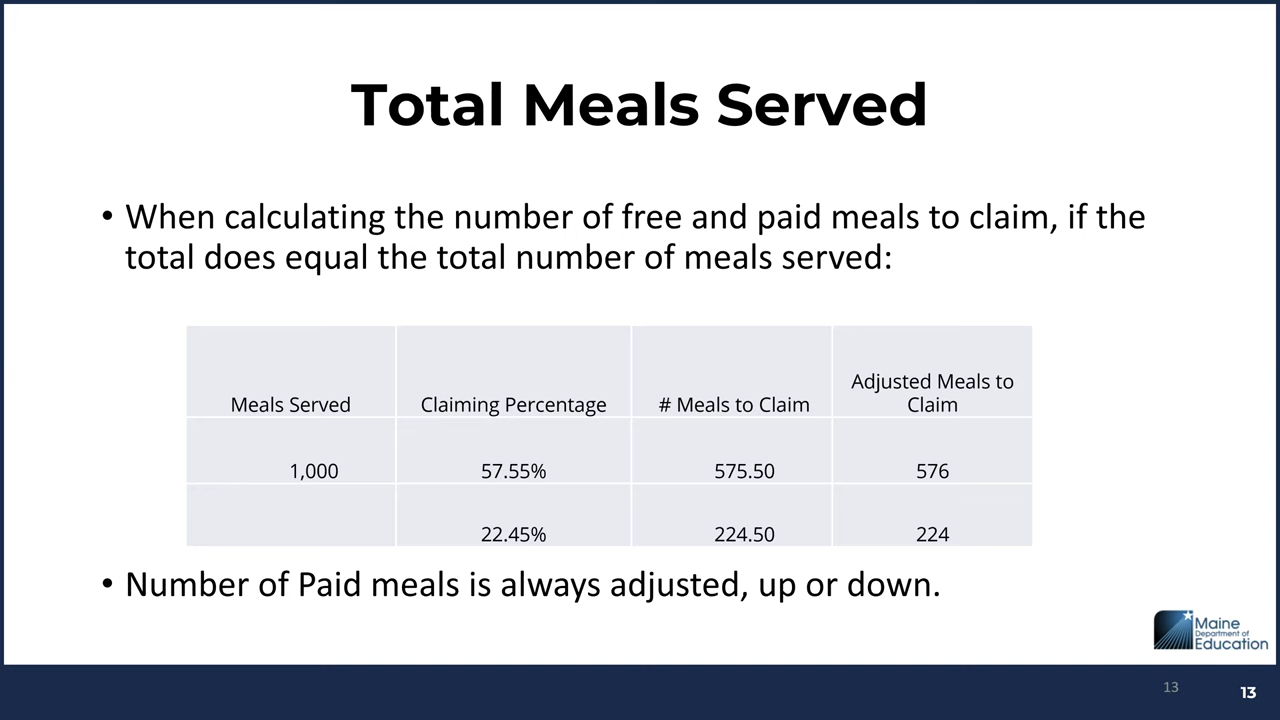 Total Meals Served
• When calculating the number of free and paid meals to claim, if the
total does equal the total number of meals served:
Meals Served Claiming Percentage # Meals to Claim Adjusted Meals to Claim
1,000 57.55% 575.50 576
22.45% 224.50 224
• Number of Paid meals is always adjusted, up or down.
Maine
Department of
Education
13
13